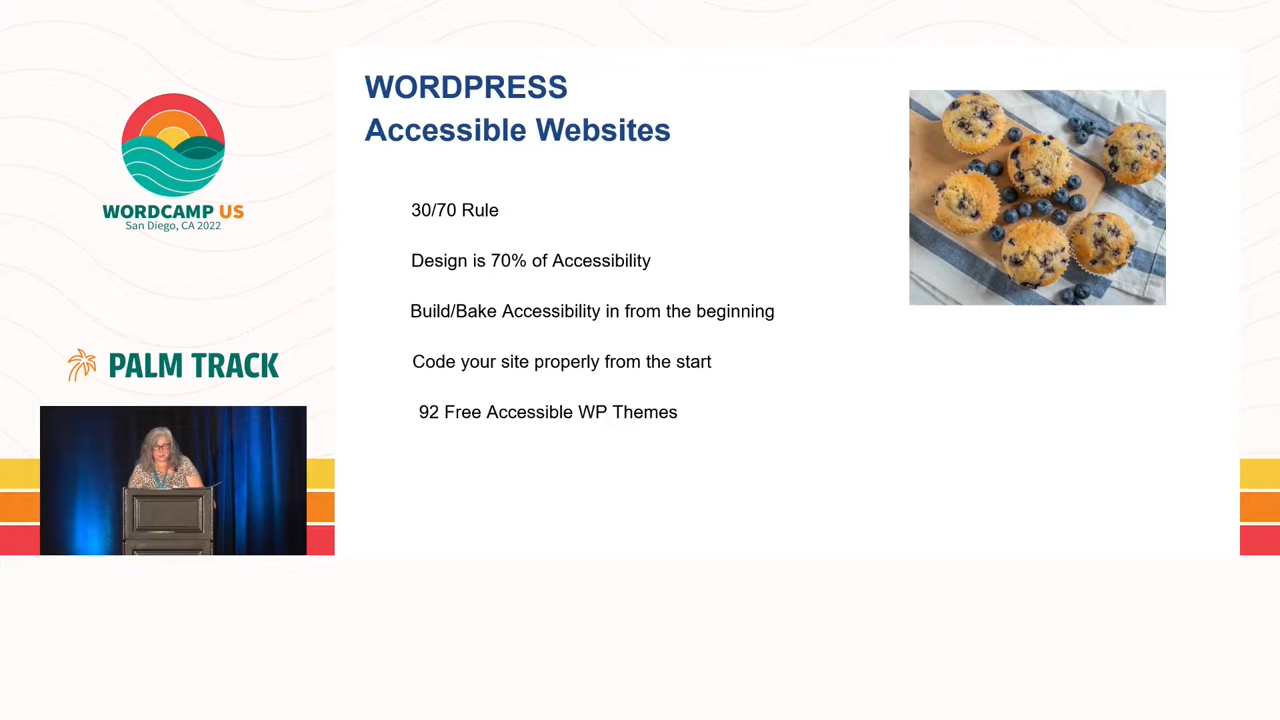 WORDCAMP US
San Diego, CA 2022
PALM TRACK
WORDPRESS
Accessible Websites
30/70 Rule
Design is 70% of Accessibility
Build/Bake Accessibility in from the beginning
Code your site properly from the start
92 Free Accessible WP Themes